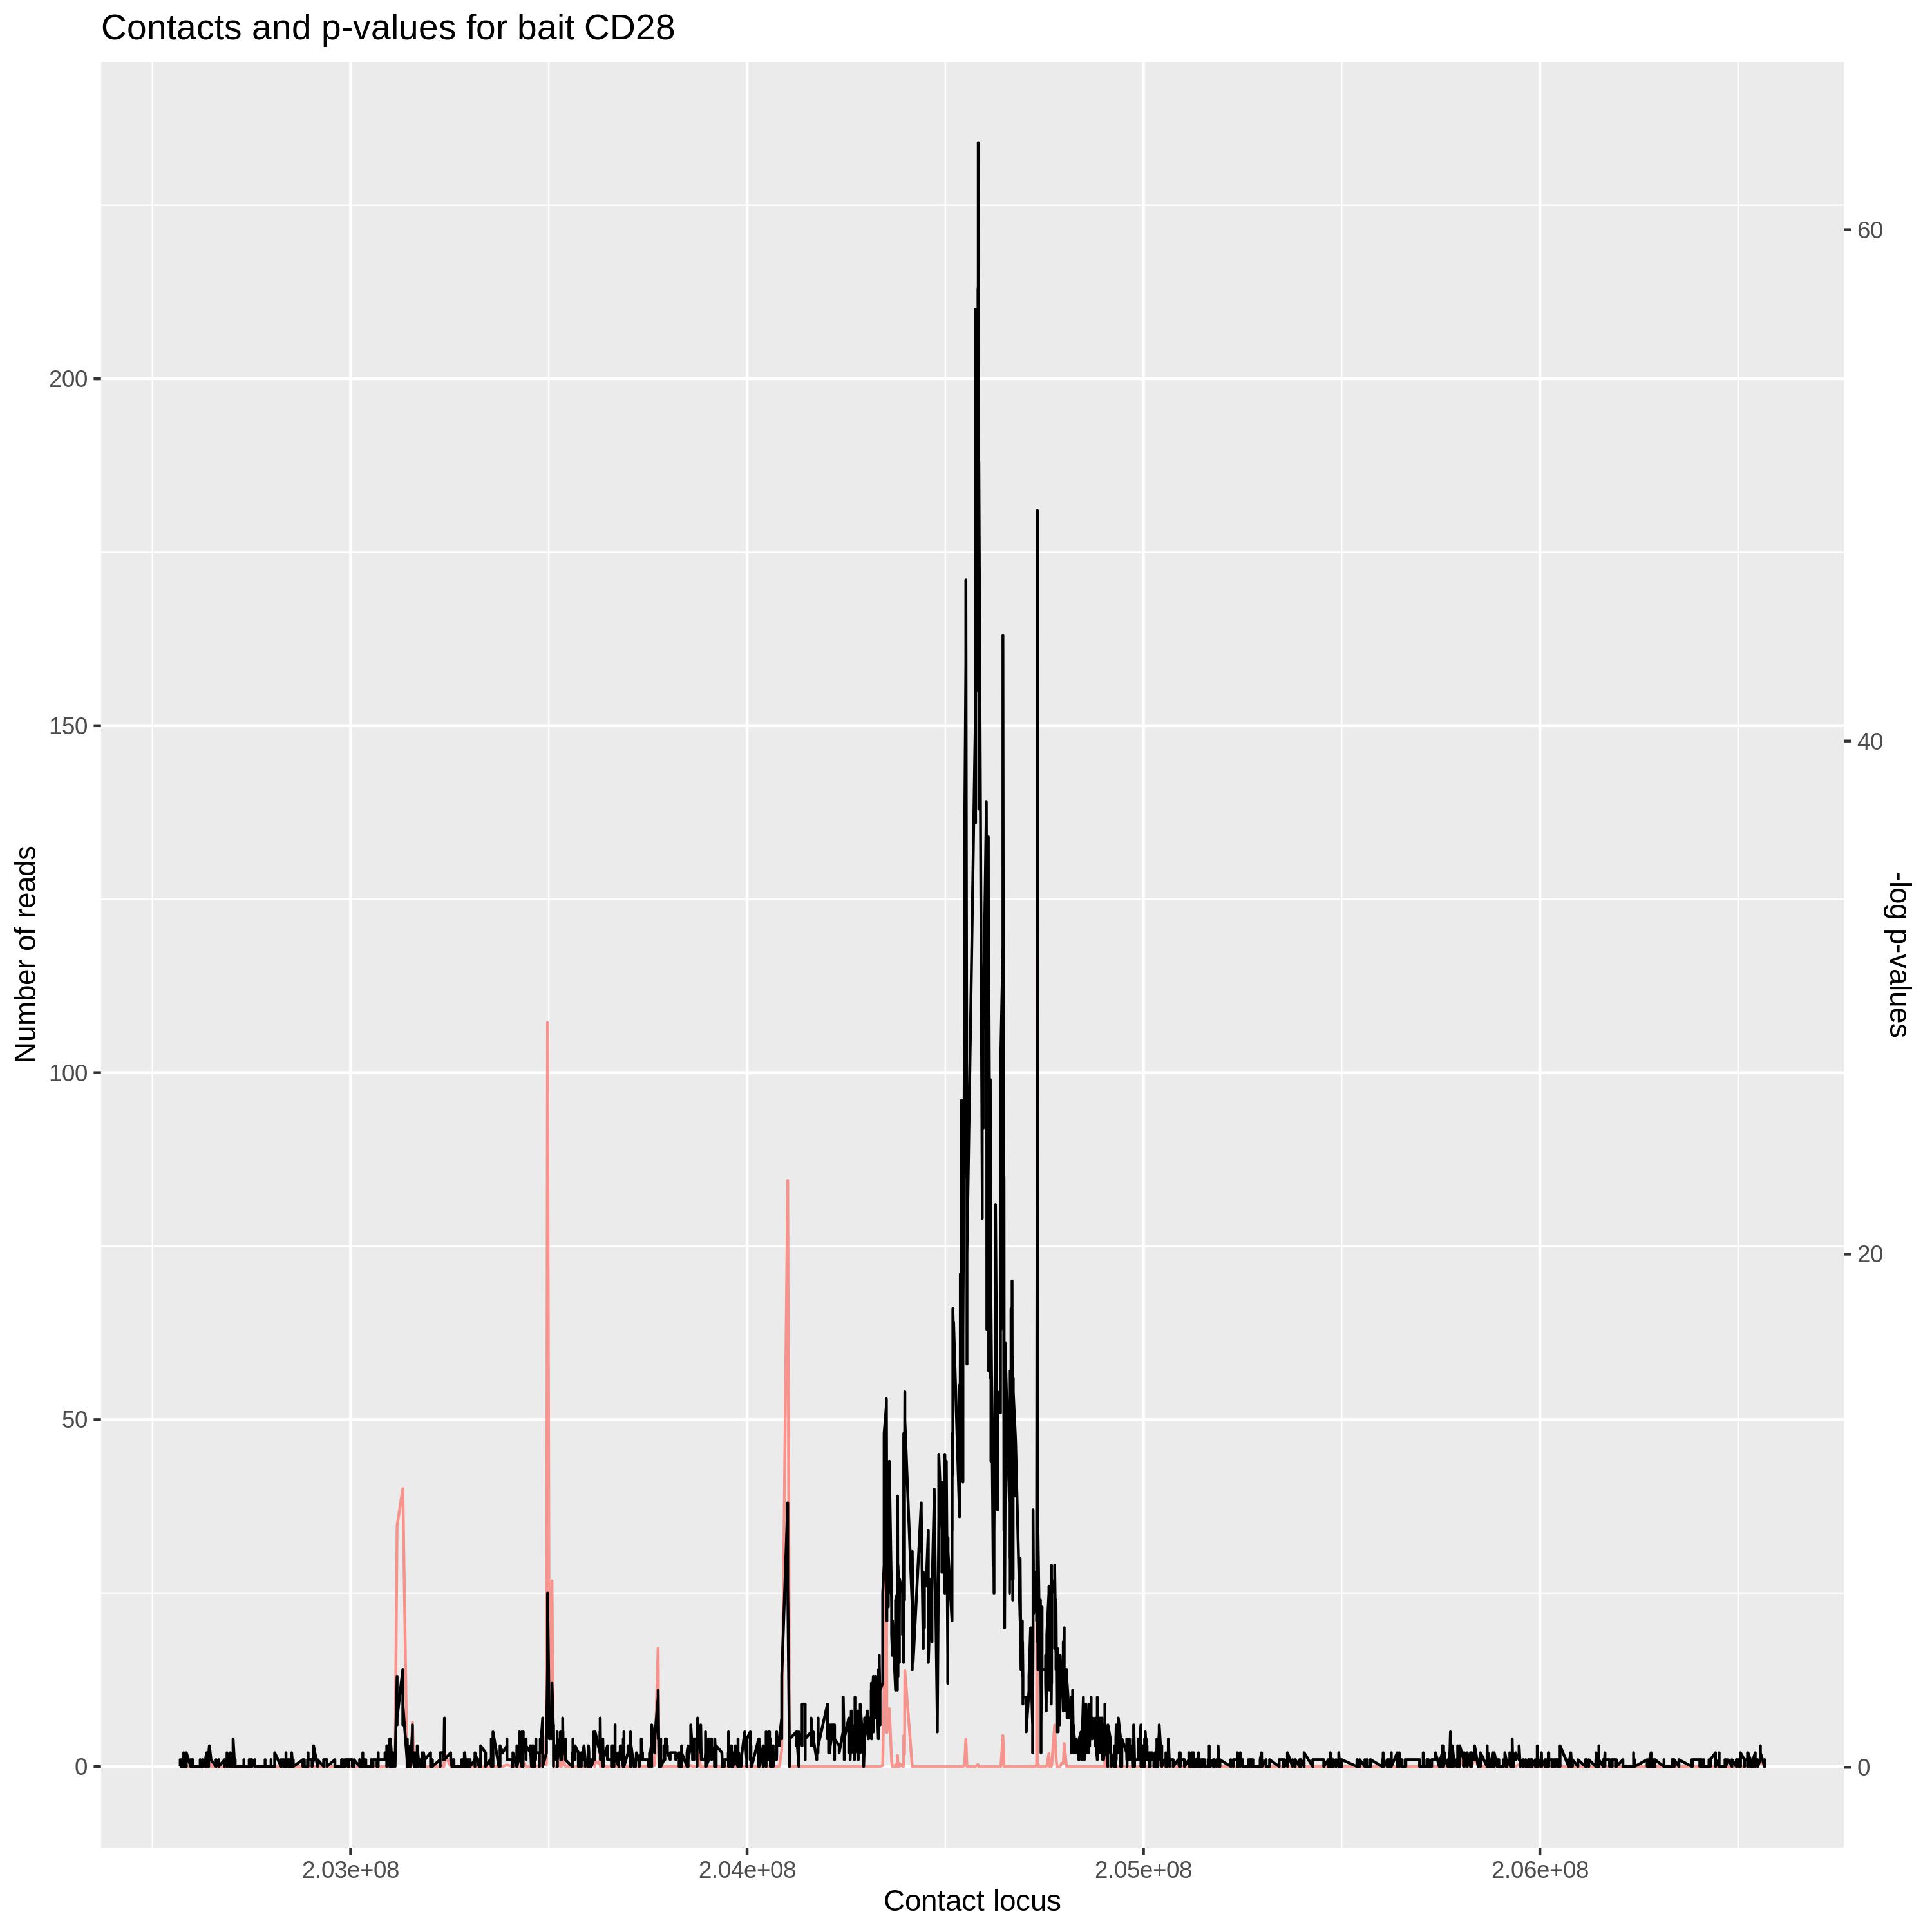 Contacts and p-values for bait CD28
Number of reads
200
150
100
50
0
60
40
20
0
-log p-values
2.03e+08 2.04e+08 2.05e+08 2.06e+08
Contact locus